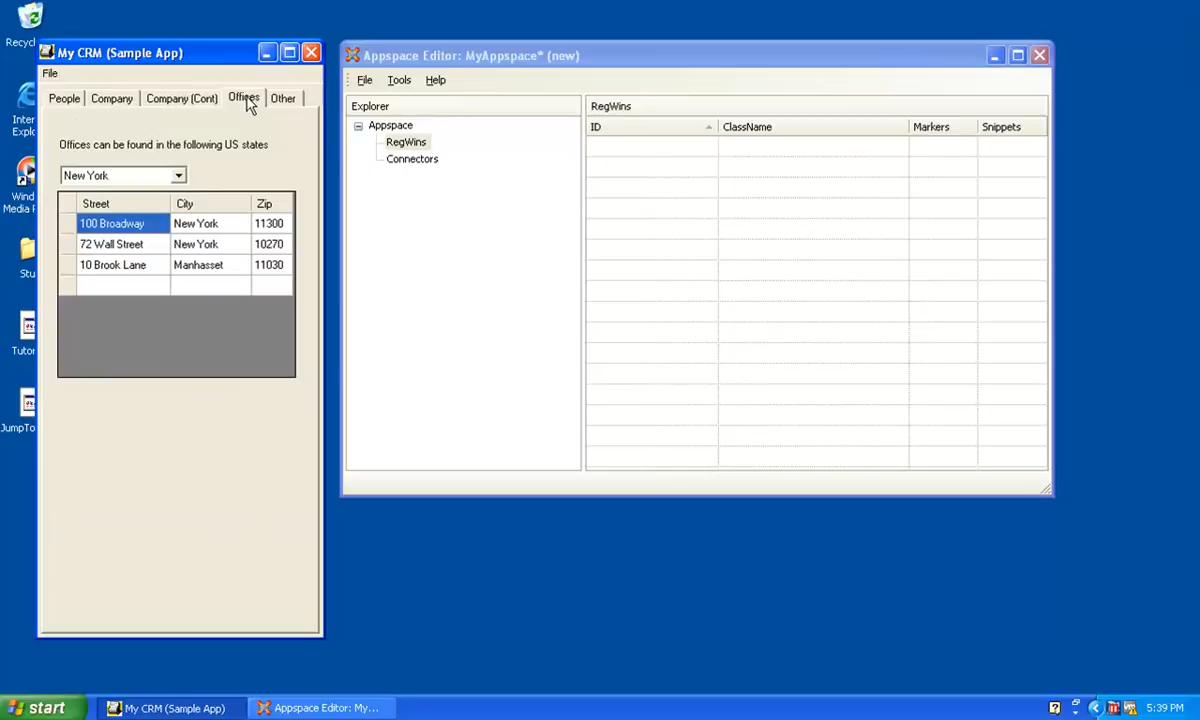 Recycl
My CRM (Sample App)
File
People
Company
Company (Cont)
Offices
Other
Offices can be found in the following US states
New York
Street
City
Zip
100 Broadway
New York
11300
72 Wall Street
New York
10270
10 Brook Lane
Manhasset
11030
Inter
Explo
Wind
Media P
Stu
Tutor
JumpTo
Appspace Editor: MyAppspace* (new)
File
Tools
Help
Explorer
Appspace
RegWins
Connectors
RegWins
ID
ClassName
Markers
Snippets
start
My CRM (Sample App)
Appspace Editor: My...
5:39 PM